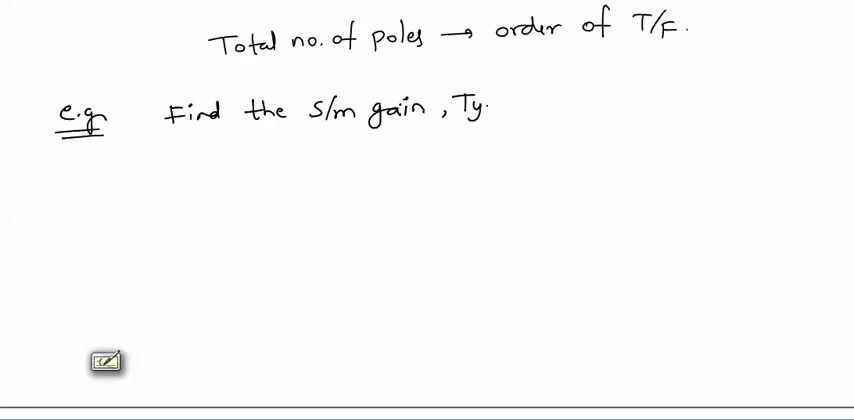 Total no. of poles → order of T/F.
e.g. Find the s/m gain, Ty.